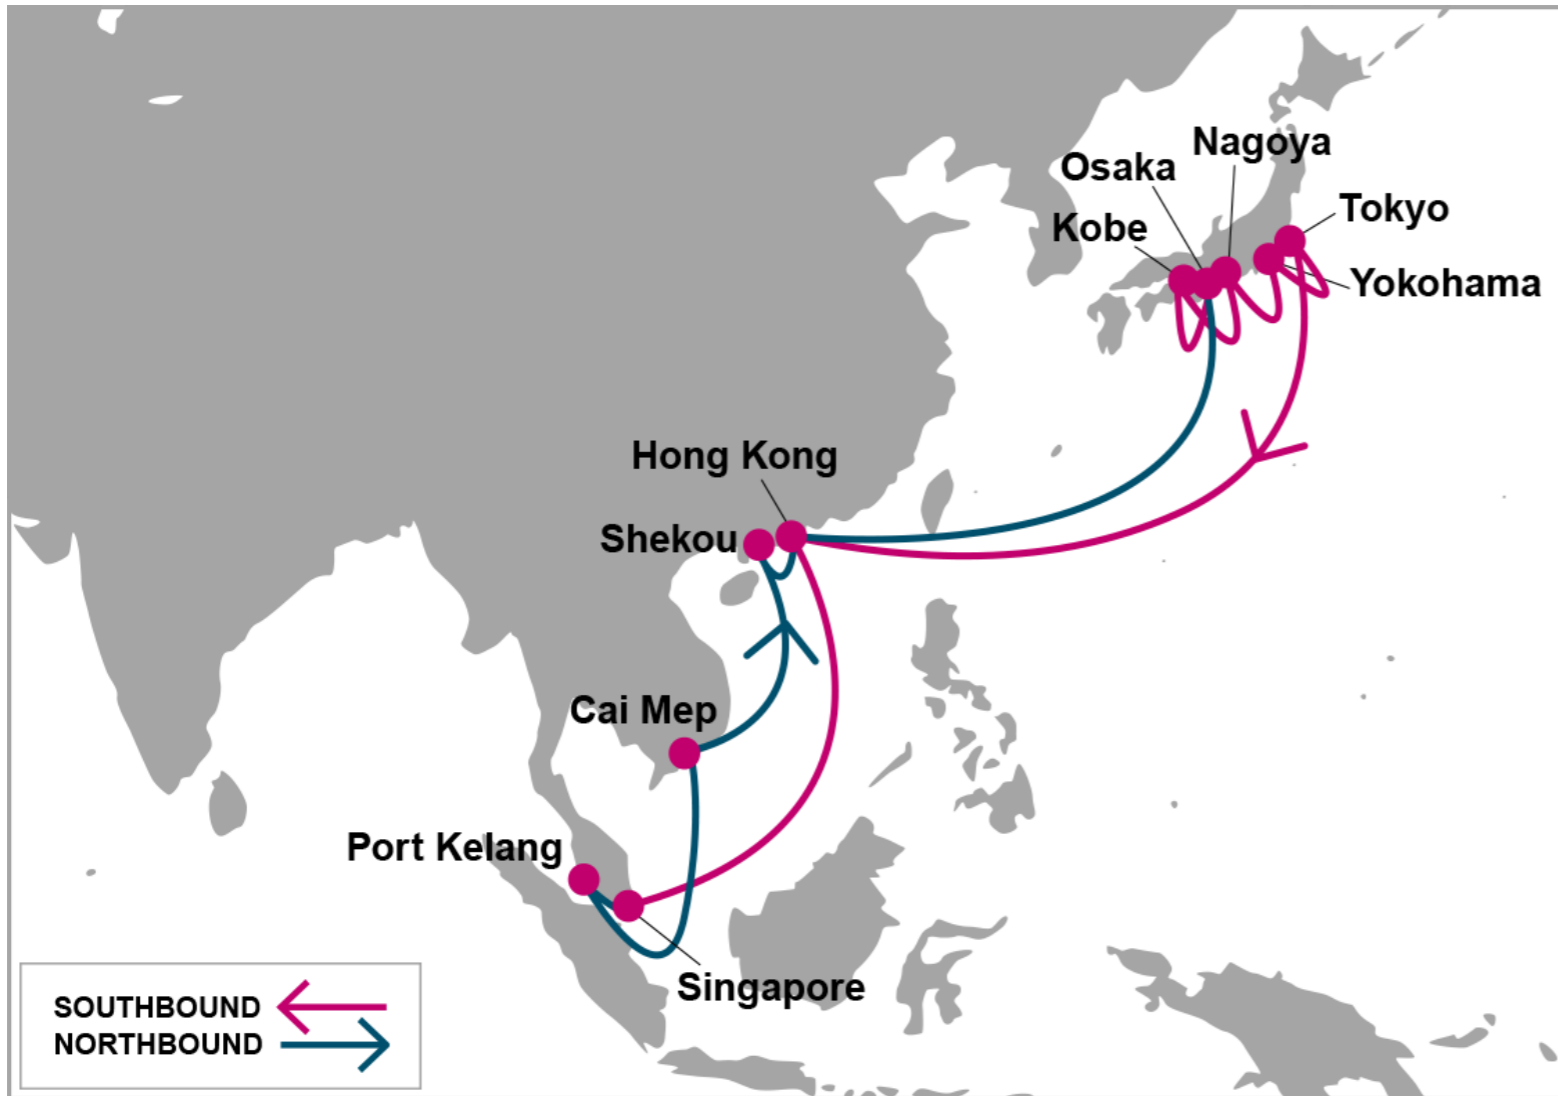 Nagoya
Osaka
Tokyo
Kobe
Yokohama
Hong Kong
Shekou
Cai Mep
Port Kelang
Singapore
SOUTHBOUND
NORTHBOUND